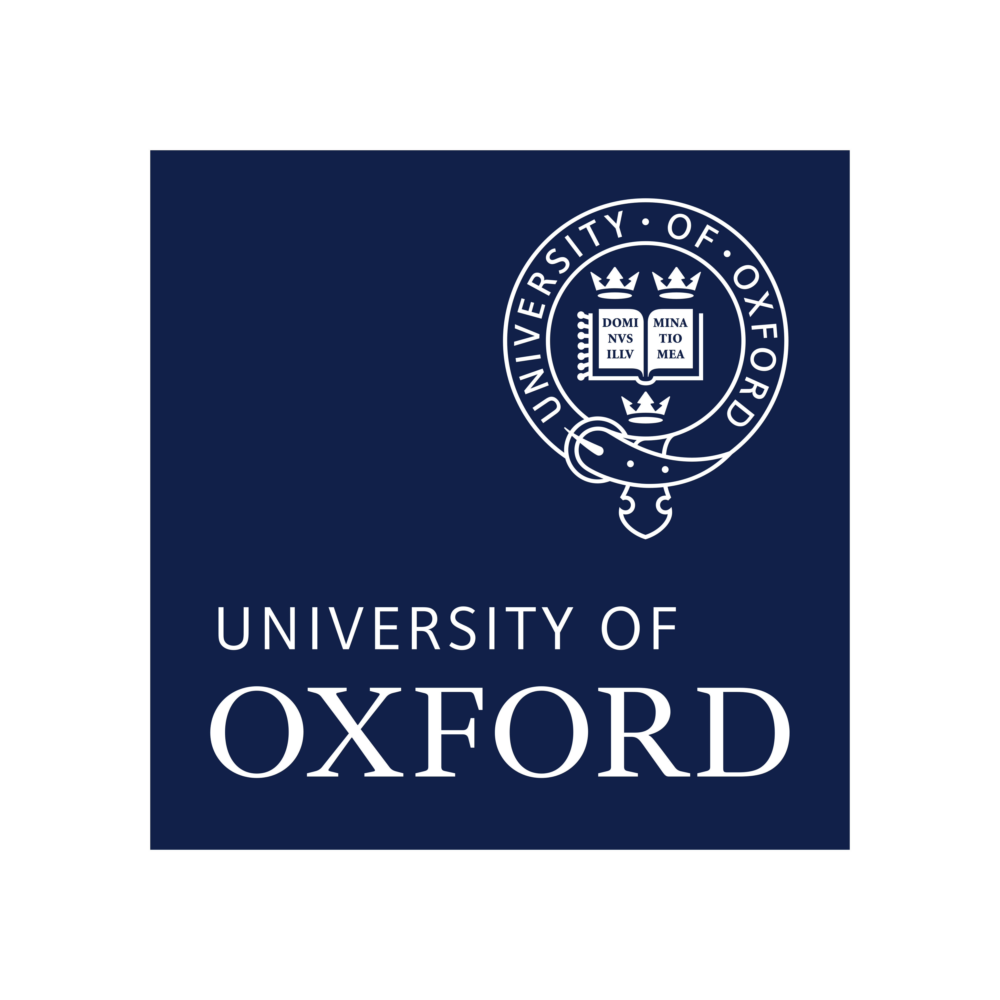 UNIVERSITY • OF • OXFORD
DOMI
NVS
ILLV
MINA
TIO
MEA
UNIVERSITY OF
OXFORD